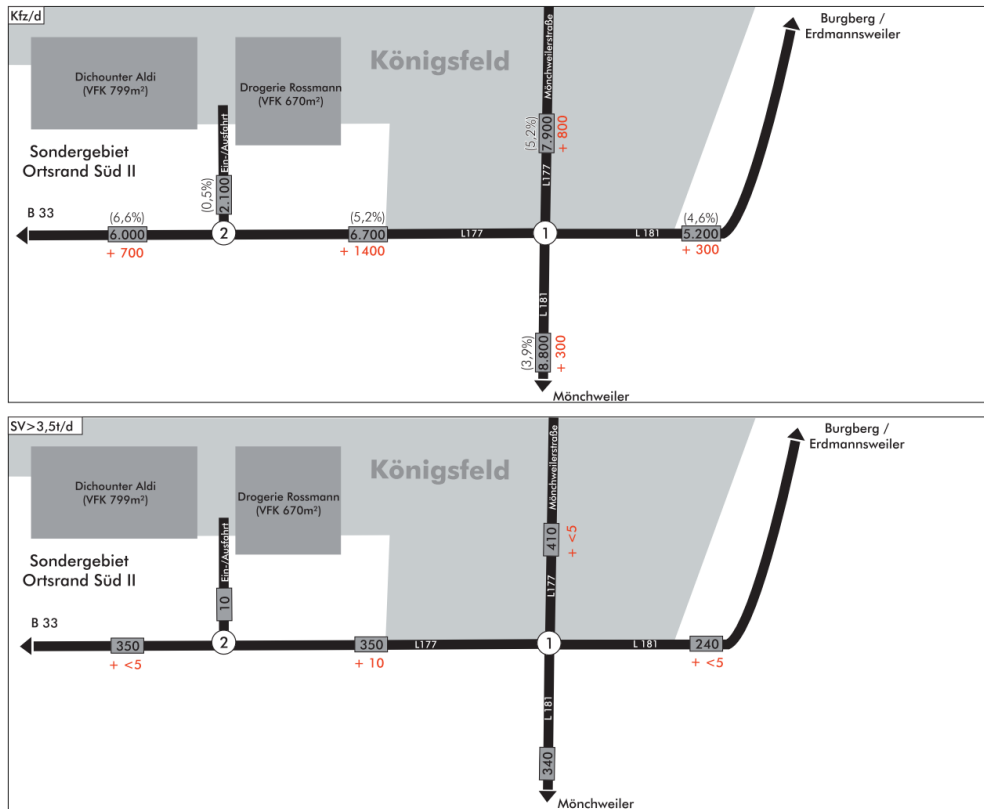 Kfz/d
Burgberg /
Erdmannsweiler
Königsfeld
Mönchweilerstraße
Dichounter Aldi
(VFK 799m²)
Drogerie Rossmann
(VFK 670m²)
(5,2%)
7.900
+ 800
Sondergebiet
Ortsrand Süd II
Ein-/Ausfahrt
L177
(0,5%)
2.100
B 33
(6,6%)
6.000
+ 700
2
(5,2%)
6.700
+ 1400
L177
1
L 181
(4,6%)
5.200
+ 300
L 181
(3,9%)
8.800
+ 300
Mönchweiler
SV>3,5t/d
Burgberg /
Erdmannsweiler
Königsfeld
Mönchweilerstraße
Dichounter Aldi
(VFK 799m²)
Drogerie Rossmann
(VFK 670m²)
410
+ <5
Sondergebiet
Ortsrand Süd II
Ein-/Ausfahrt
L177
10
B 33
350
+ <5
2
350
+ 10
L177
1
L 181
240
+ <5
L 181
340
Mönchweiler